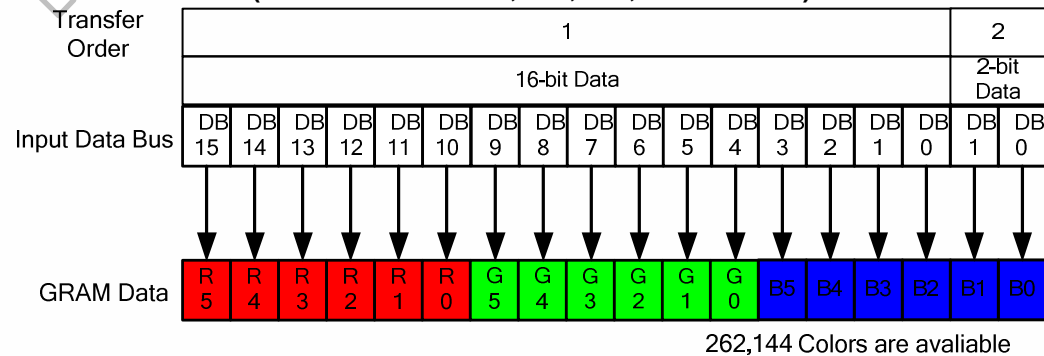 Transfer Order 1 2
16-bit Data 2-bit Data
Input Data Bus DB 15 DB 14 DB 13 DB 12 DB 11 DB 10 DB 9 DB 8 DB 7 DB 6 DB 5 DB 4 DB 3 DB 2 DB 1 DB 0 DB 1 DB 0
GRAM Data R 5 R 4 R 3 R 2 R 1 R 0 G 5 G 4 G 3 G 2 G 1 G 0 B5 B4 B3 B2 B1 B0
262,144 Colors are avaliable